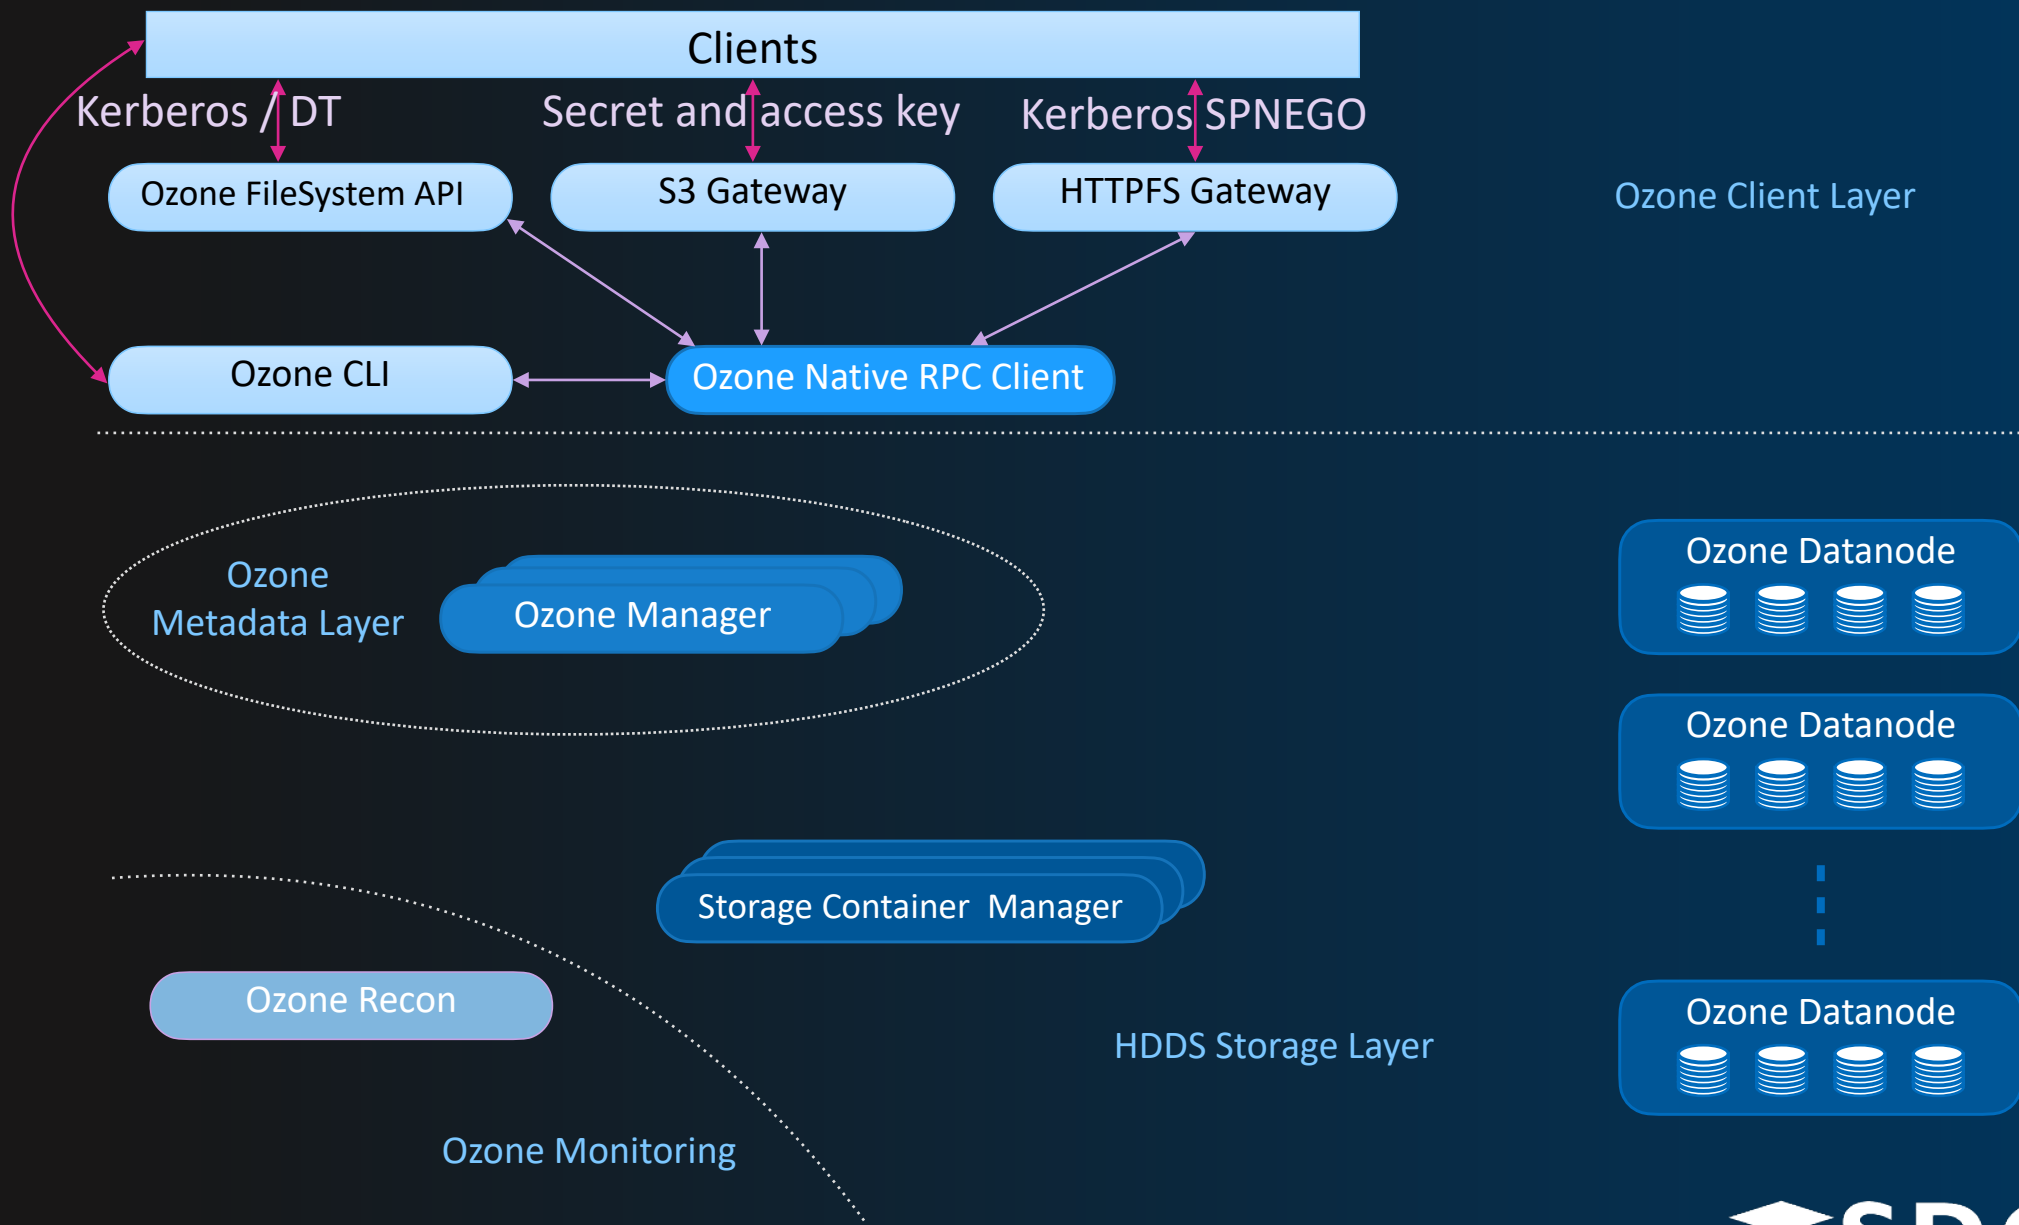 Clients
Kerberos / DT
Secret and access key
Kerberos SPNEGO
Ozone FileSystem API
S3 Gateway
HTTPFS Gateway
Ozone Client Layer
Ozone CLI
Ozone Native RPC Client
Ozone
Metadata Layer
Ozone Manager
Ozone Datanode
Ozone Datanode
Storage Container  Manager
Ozone Recon
Ozone Datanode
HDDS Storage Layer
Ozone Monitoring